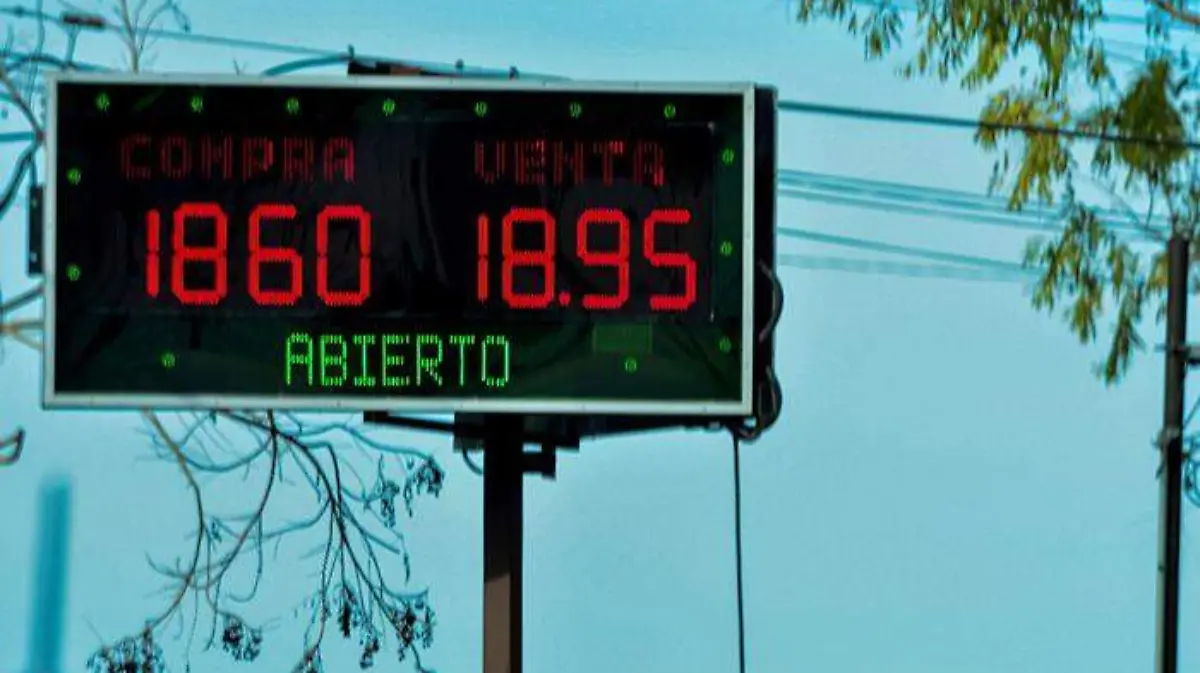 COMPRA VENTA
1860 18.95
ABIERTO